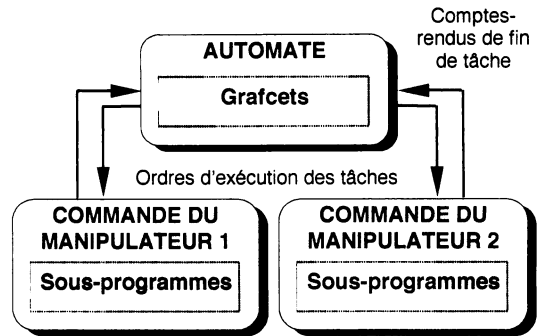 Comptes-
rendus de fin
de tâche
AUTOMATE
Grafcets
Ordres d'exécution des tâches
COMMANDE DU
MANIPULATEUR 1
Sous-programmes
COMMANDE DU
MANIPULATEUR 2
Sous-programmes